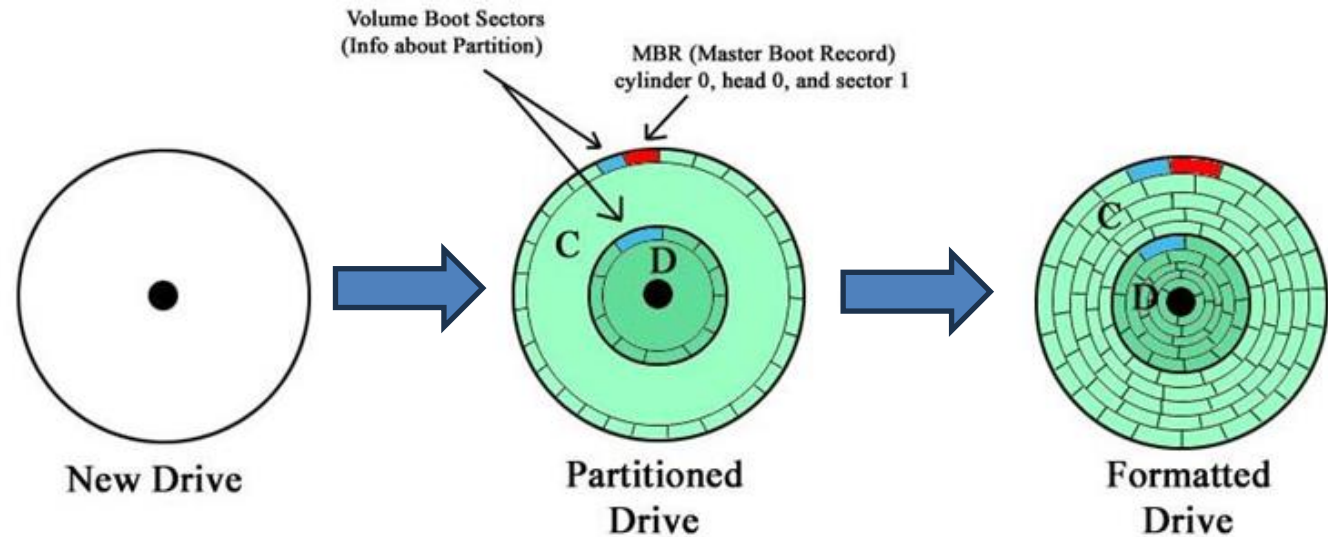 Volume Boot Sectors
(Info about Partition)
MBR (Master Boot Record)
cylinder 0, head 0, and sector 1
C
D
C
D
New Drive
Partitioned
Drive
Formatted
Drive